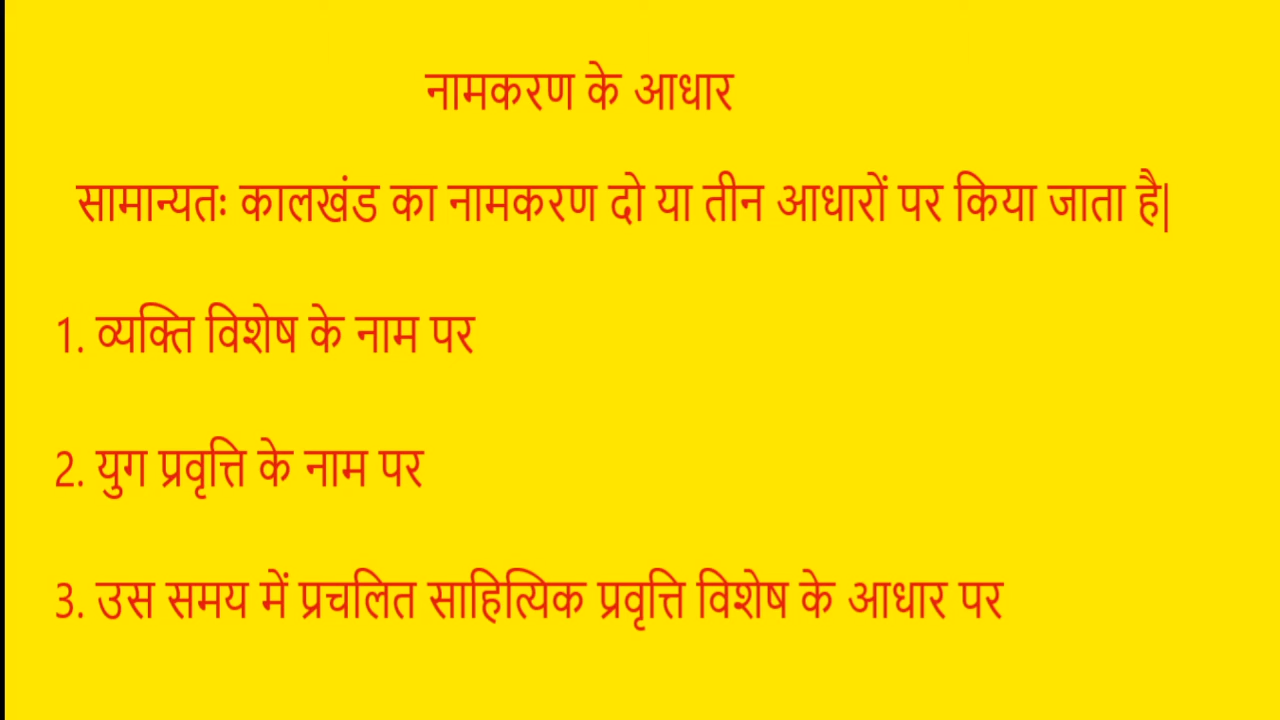 नामकरण के आधार
सामान्यतः कालखंड का नामकरण दो या तीन आधारों पर किया जाता है|
1. व्यक्ति विशेष के नाम पर
2. युग प्रवृत्ति के नाम पर
3. उस समय में प्रचलित साहित्यिक प्रवृत्ति विशेष के आधार पर